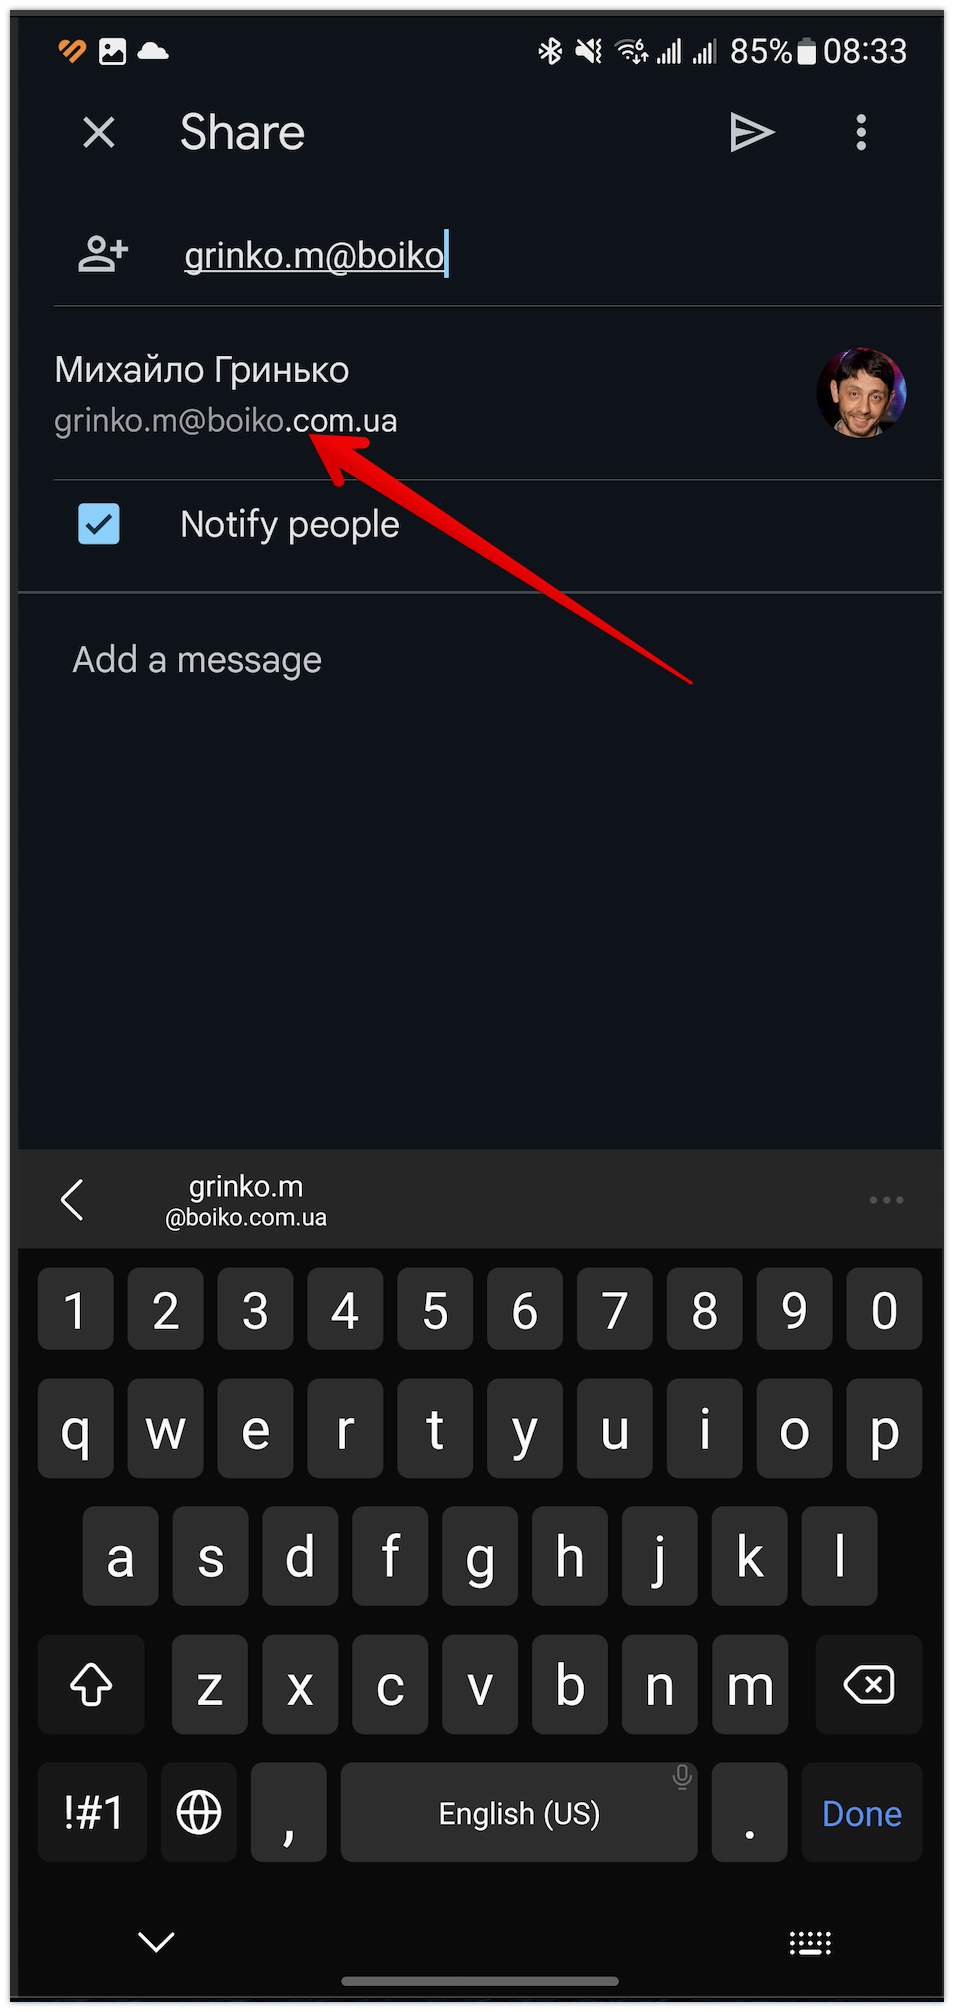 85% 08:33
Share
grinko.m@boiko
Михайло Гринько
grinko.m@boiko.com.ua
Notify people
Add a message
grinko.m
@boiko.com.ua
1 2 3 4 5 6 7 8 9 0
q w e r t y u i o p
a s d f g h j k l
z x c v b n m
!#1 , English (US) . Done